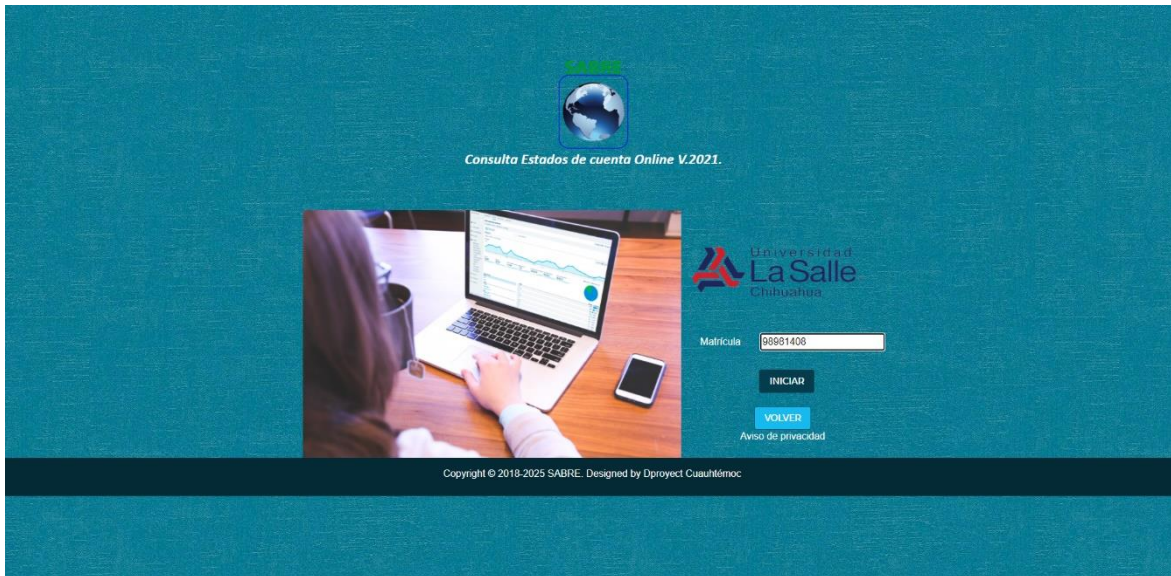 SABRE
Consulta Estados de cuenta Online V.2021.
Universidad
La Salle
Chihuahua
Matrícula 98981408
INICIAR
VOLVER
Aviso de privacidad
Copyright © 2018-2025 SABRE. Designed by Dproyect Cuauhtémoc